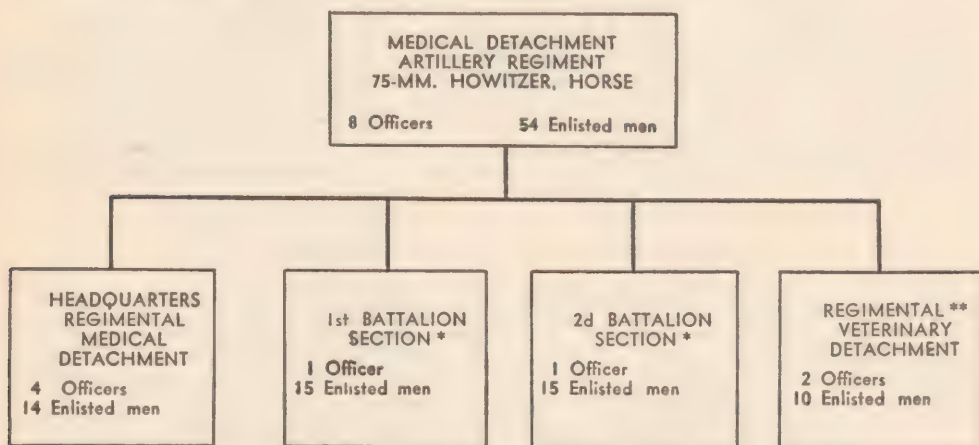 MEDICAL DETACHMENT
ARTILLERY REGIMENT
75-MM. HOWITZER, HORSE
8 Officers 54 Enlisted men
HEADQUARTERS
REGIMENTAL
MEDICAL
DETACHMENT
4 Officers
14 Enlisted men
1st BATTALION
SECTION *
1 Officer
15 Enlisted men
2d BATTALION
SECTION *
1 Officer
15 Enlisted men
REGIMENTAL **
VETERINARY
DETACHMENT
2 Officers
10 Enlisted men